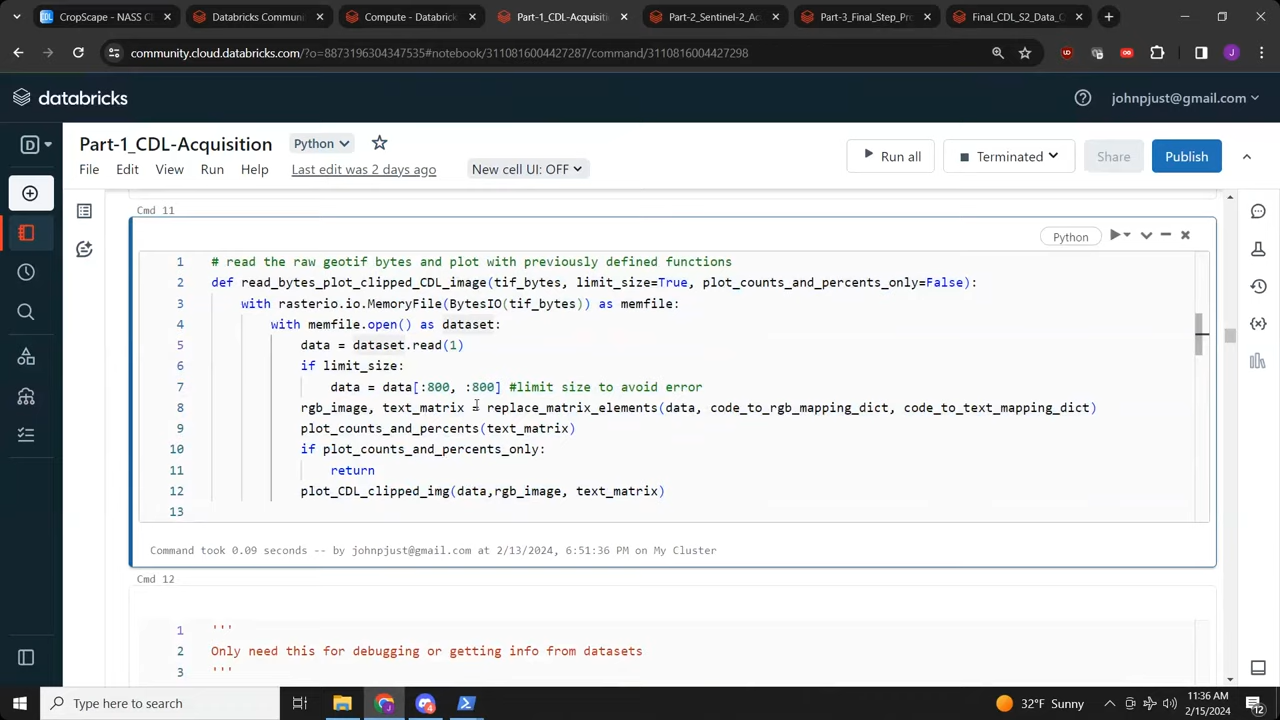 CropScape - NASS C
Databricks Commun
Compute - Databrick
Part-1_CDL-Acquisiti
Part-2_Sentinel-2_Ac
Part-3_Final_Step_Pro
Final_CDL_S2_Data_C
community.cloud.databricks.com/?o=8873196304347535#notebook/3110816004427287/command/3110816004427298
databricks
johnpjust@gmail.com
Part-1_CDL-Acquisition
Python
Run all
Terminated
Share
Publish
File Edit View Run Help Last edit was 2 days ago New cell UI: OFF
Cmd 11
Python
1 # read the raw geotif bytes and plot with previously defined functions
2 def read_bytes_plot_clipped_CDL_image(tif_bytes, limit_size=True, plot_counts_and_percents_only=False):
3 with rasterio.io.MemoryFile(BytesIO(tif_bytes)) as memfile:
4 with memfile.open() as dataset:
5 data = dataset.read(1)
6 if limit_size:
7 data = data[:800, :800] #limit size to avoid error
8 rgb_image, text_matrix = replace_matrix_elements(data, code_to_rgb_mapping_dict, code_to_text_mapping_dict)
9 plot_counts_and_percents(text_matrix)
10 if plot_counts_and_percents_only:
11 return
12 plot_CDL_clipped_img(data,rgb_image, text_matrix)
13
Command took 0.09 seconds -- by johnpjust@gmail.com at 2/13/2024, 6:51:36 PM on My Cluster
Cmd 12
1 '''
2 Only need this for debugging or getting info from datasets
3 '''
Type here to search
32°F Sunny
11:36 AM
2/15/2024
12